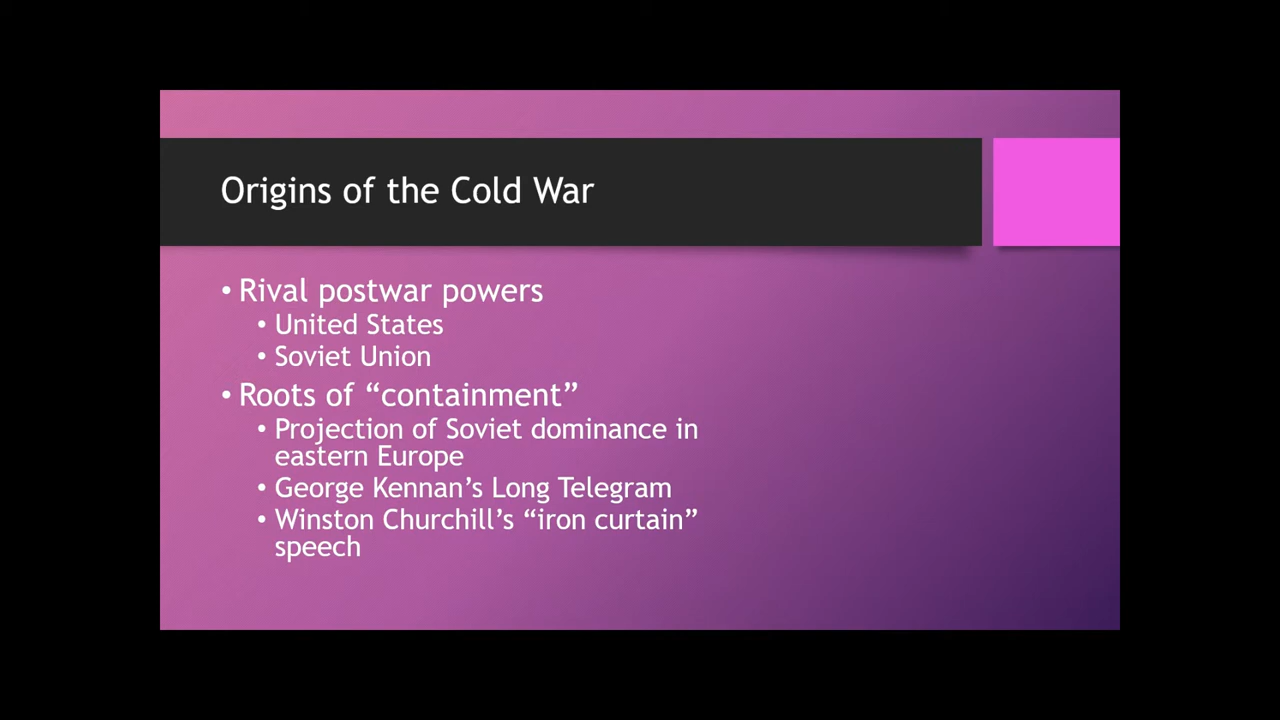 Origins of the Cold War
• Rival postwar powers
• United States
• Soviet Union
• Roots of “containment”
• Projection of Soviet dominance in
eastern Europe
• George Kennan’s Long Telegram
• Winston Churchill’s “iron curtain”
speech